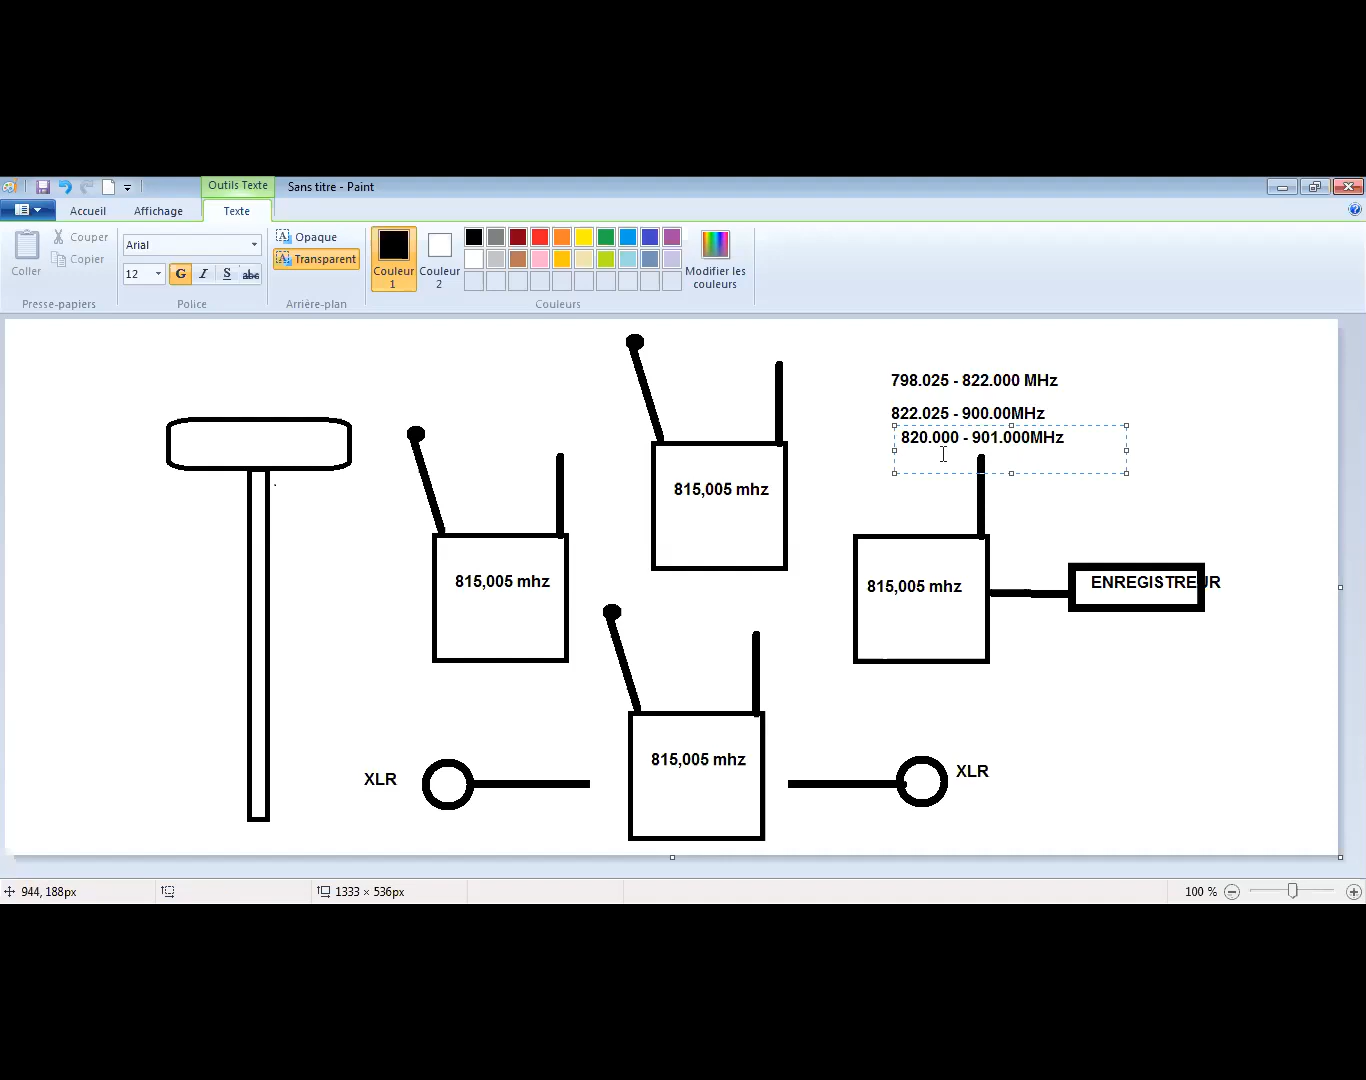 Outils Texte
Sans titre - Paint
Accueil
Affichage
Texte
Coller
Couper
Copier
Presse-papiers
Arial
12
G I S abc
Police
Opaque
Transparent
Arrière-plan
Couleur 1
Couleur 2
Modifier les couleurs
Couleurs
798.025 - 822.000 MHz
822.025 - 900.00MHz
820.000 - 901.000MHz
815,005 mhz
815,005 mhz
815,005 mhz
ENREGISTREUR
815,005 mhz
XLR
XLR
944, 188px
1333 × 536px
100 %